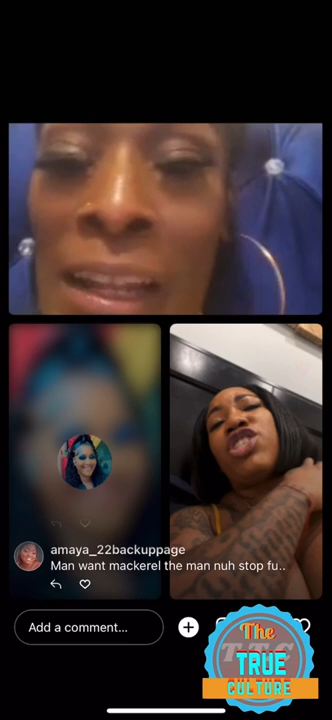 amaya_22backuppage
Man want mackerel the man nuh stop fu..
Add a comment...
The
TRUE
CULTURE